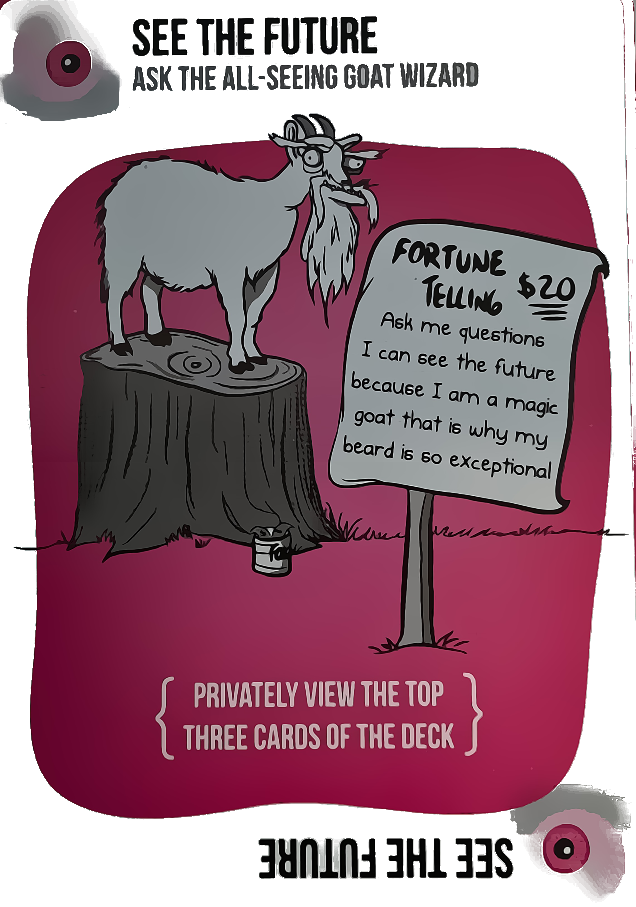 SEE THE FUTURE
ASK THE ALL-SEEING GOAT WIZARD
FORTUNE
TELLING $20
Ask me questions
I can see the future
because I am a magic
goat that is why my
beard is so exceptional
PRIVATELY VIEW THE TOP
THREE CARDS OF THE DECK
SEE THE FUTURE